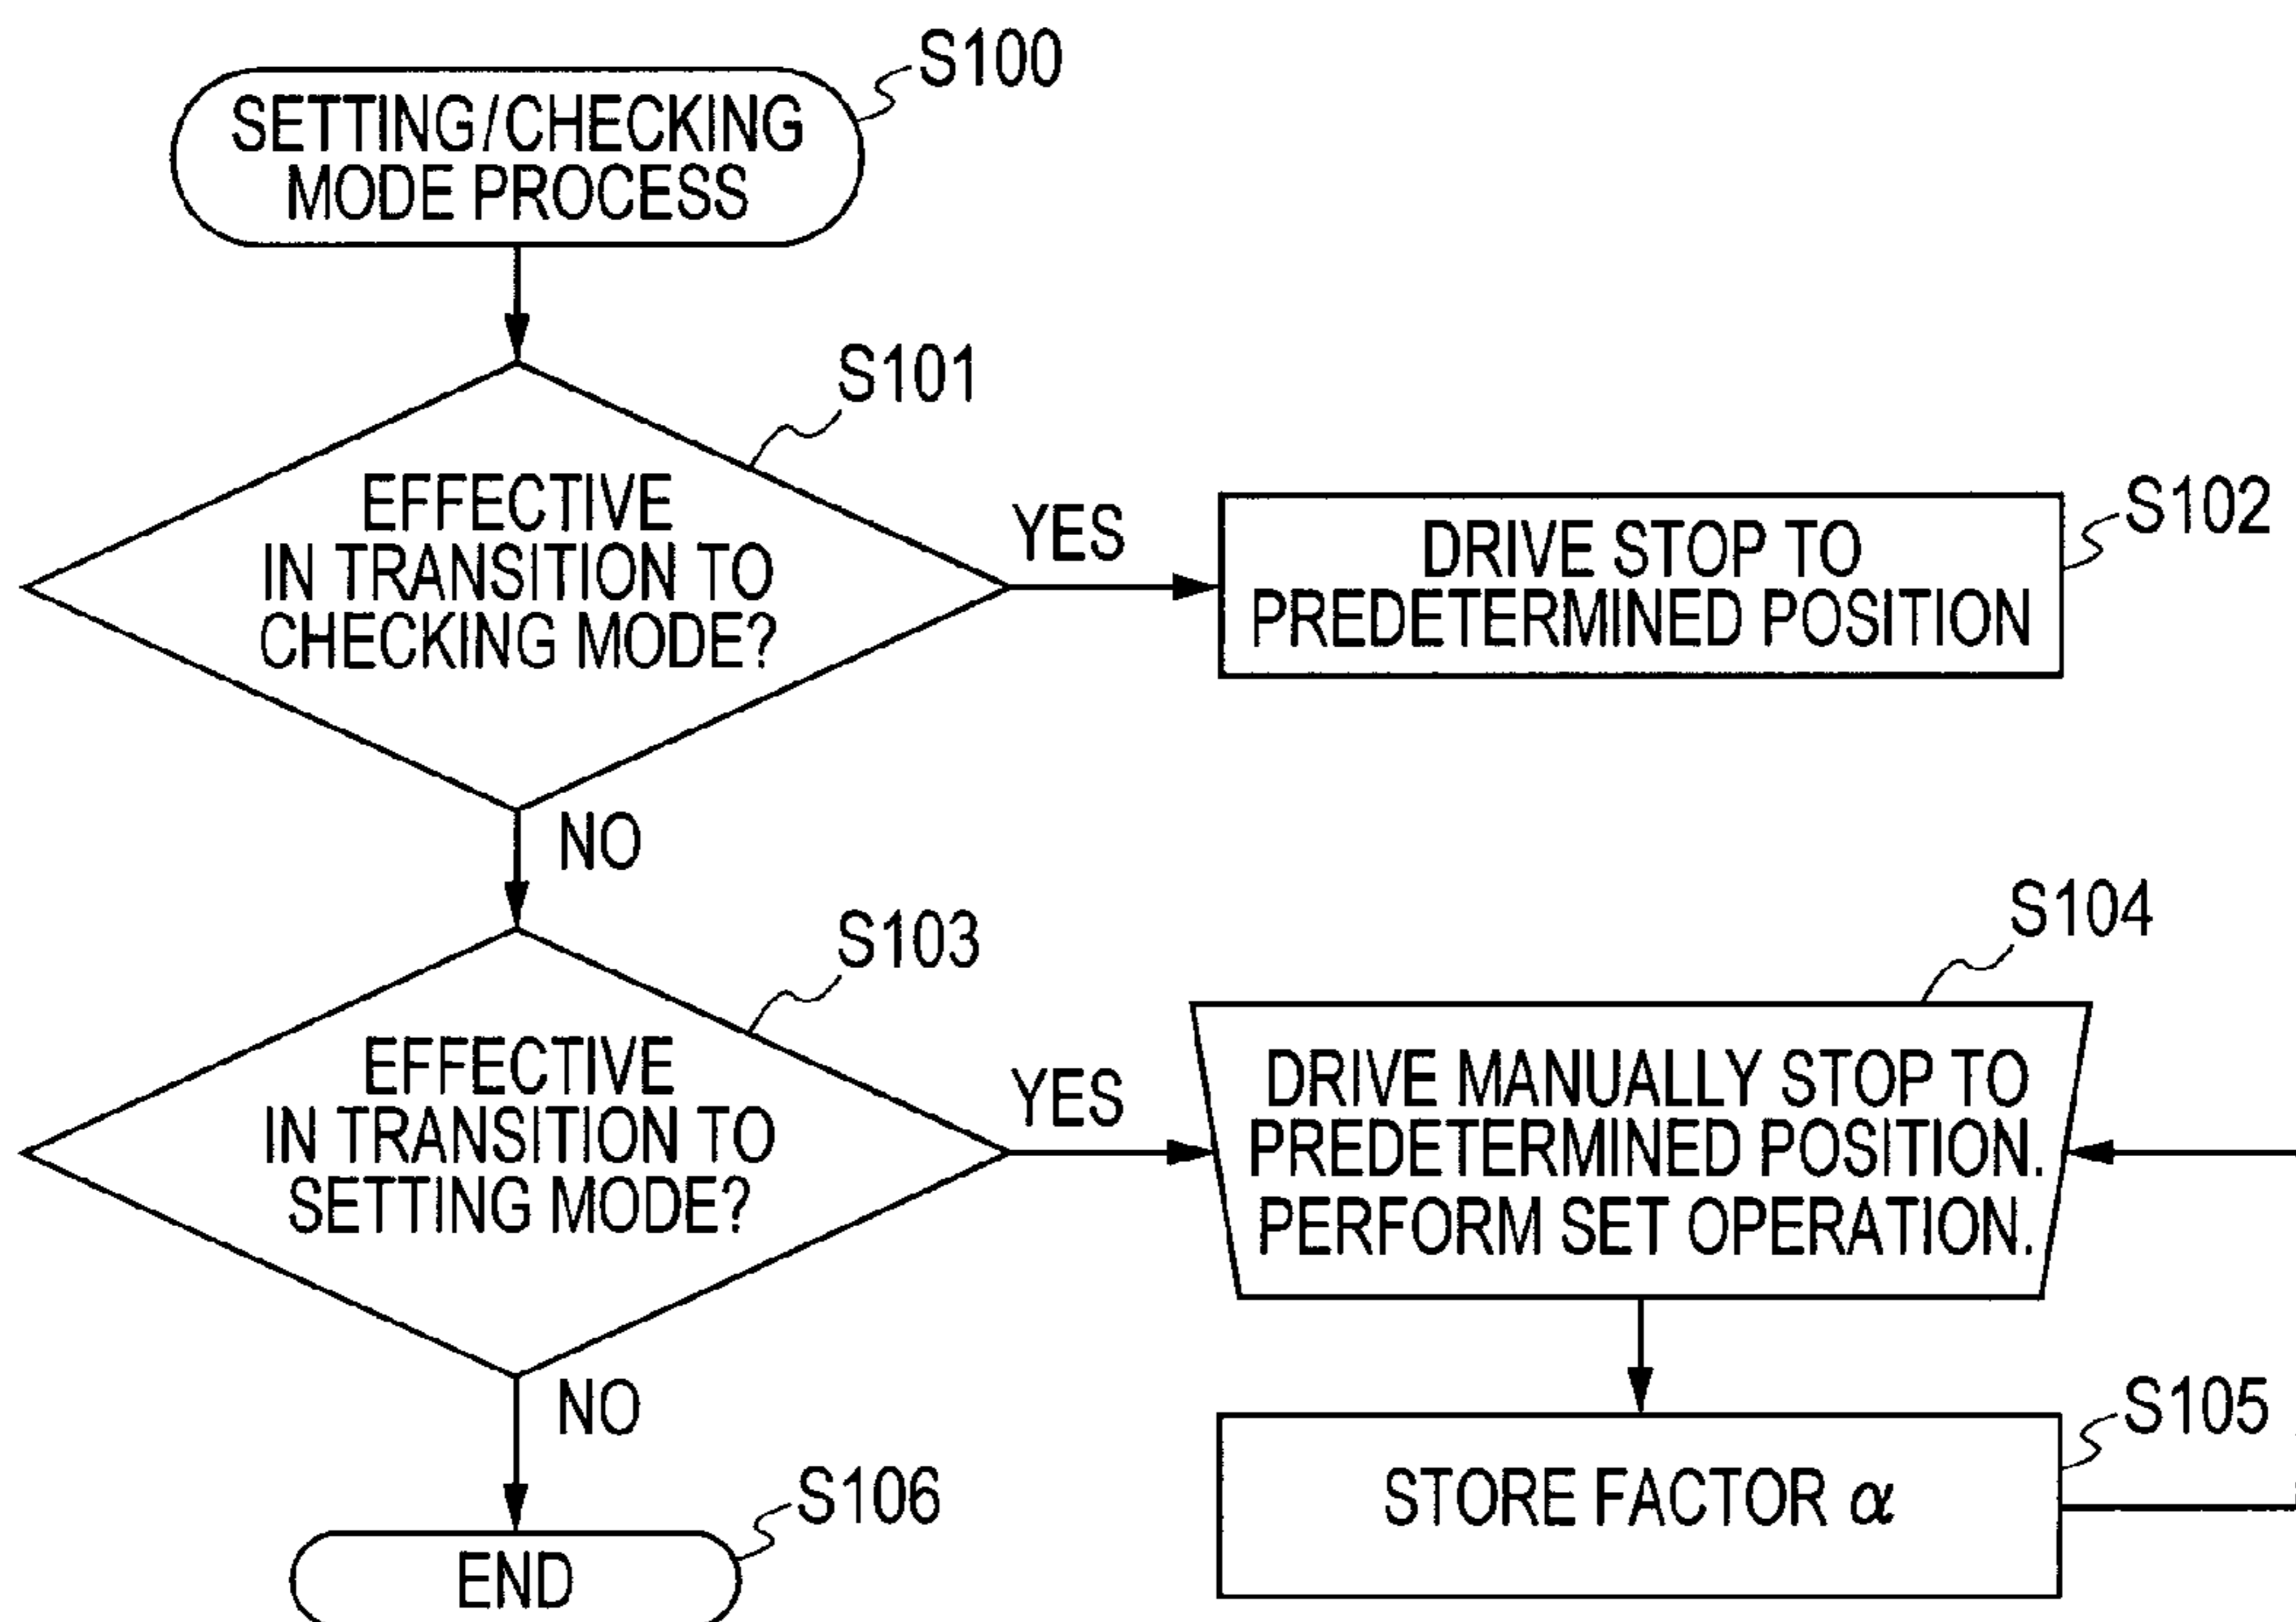 S100
SETTING/CHECKING
MODE PROCESS
S101
EFFECTIVE
IN TRANSITION TO
CHECKING MODE?
YES
S102
DRIVE STOP TO
PREDETERMINED POSITION
NO
S103
EFFECTIVE
IN TRANSITION TO
SETTING MODE?
YES
S104
DRIVE MANUALLY STOP TO
PREDETERMINED POSITION.
PERFORM SET OPERATION.
NO
S105
STORE FACTOR α
S106
END